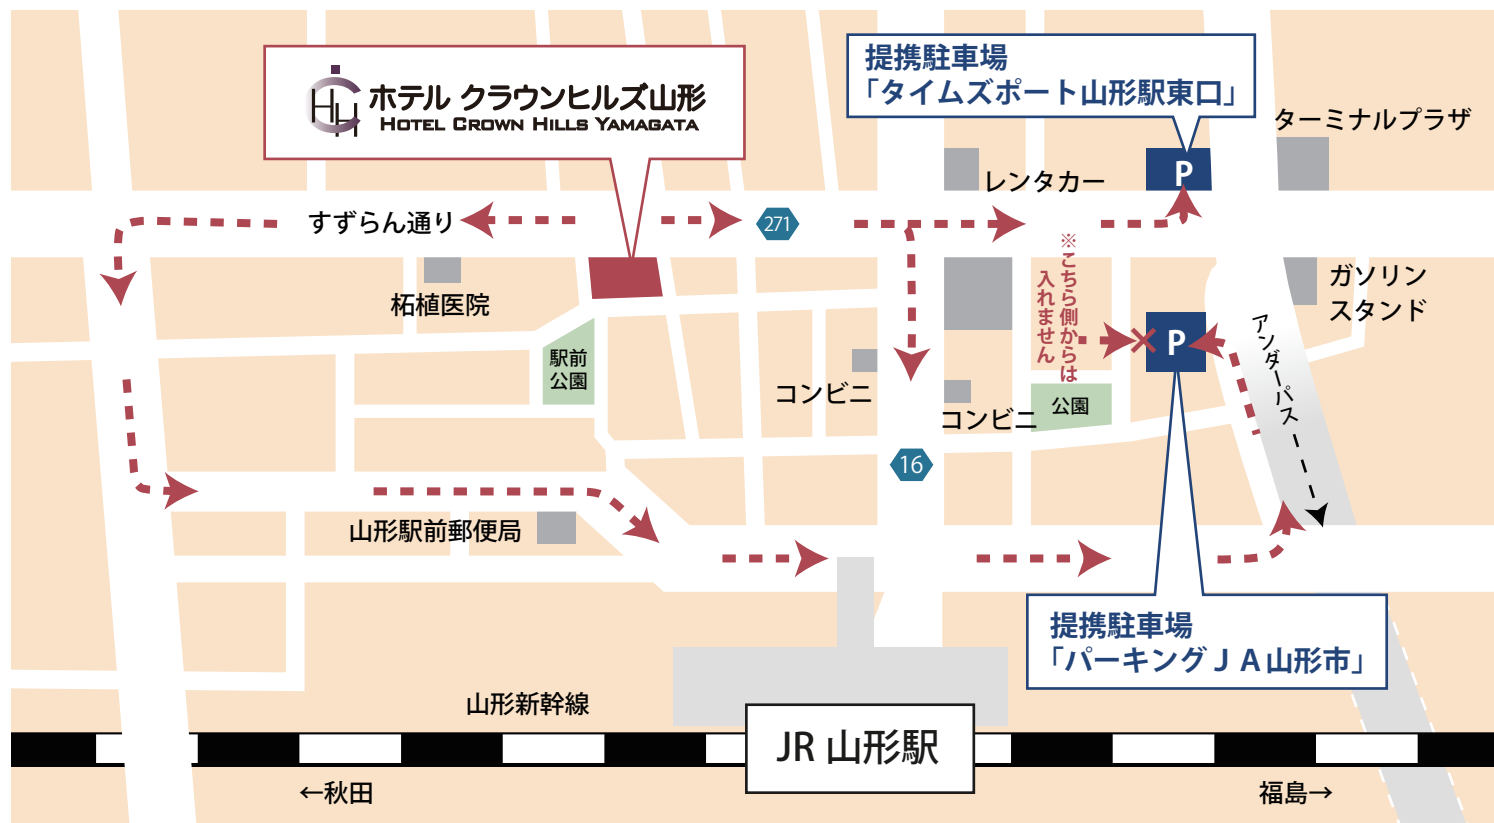 提携駐車場
「タイムズポート山形駅東口」
ホテル クラウンヒルズ山形
HOTEL CROWN HILLS YAMAGATA
CHH
ターミナルプラザ
P
レンタカー
すずらん通り
271
※こちら側からは
入れません
柘植医院
ガソリン
スタンド
アンダーパス
P
駅前
公園
コンビニ
コンビニ
公園
16
山形駅前郵便局
提携駐車場
「パーキングＪＡ山形市」
山形新幹線
JR 山形駅
←秋田
福島→